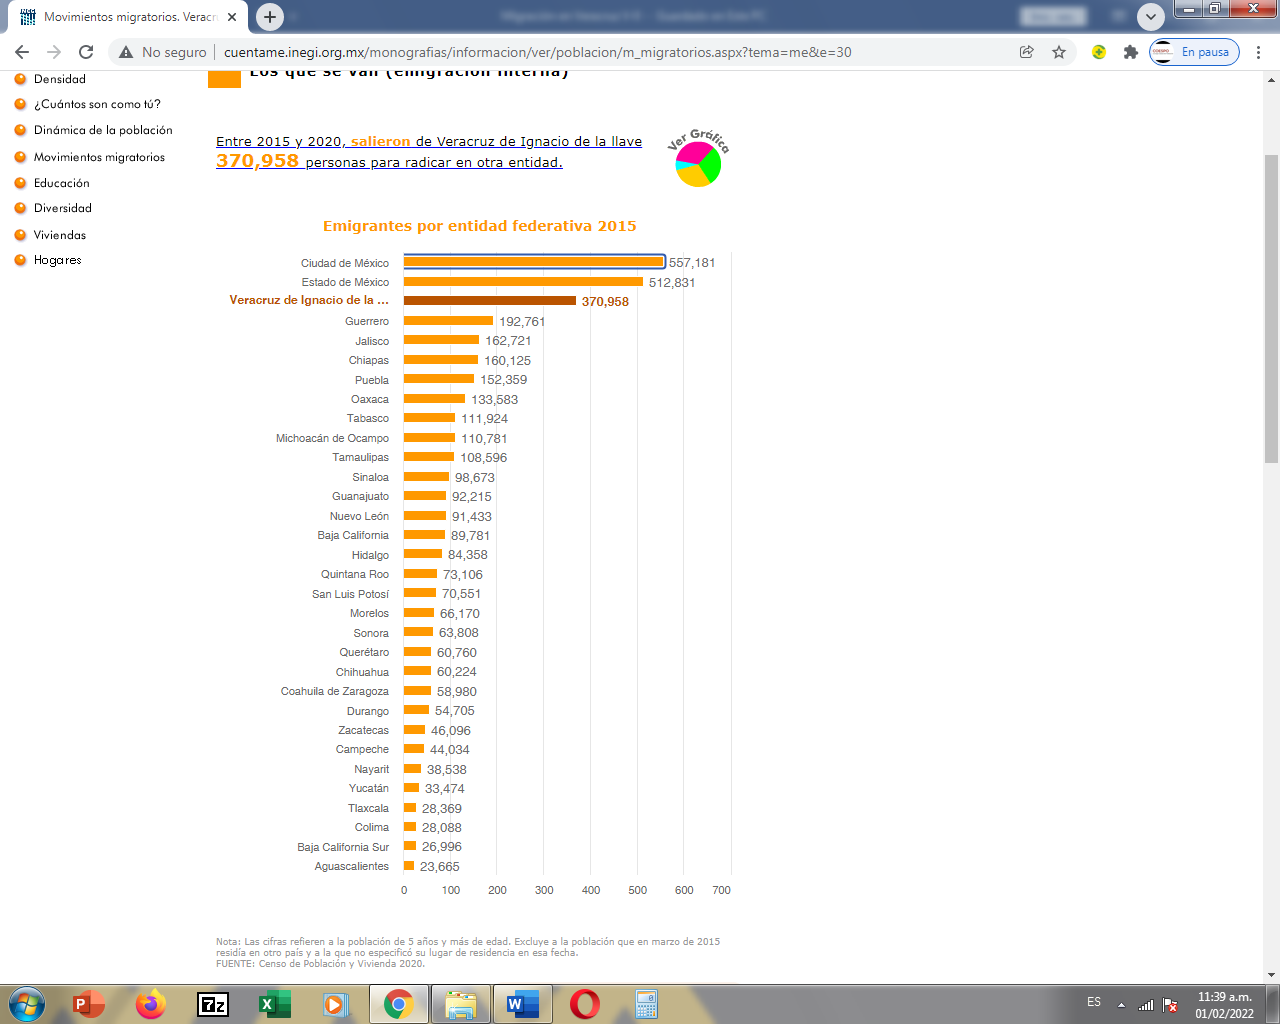 Movimientos migratorios. Veracr
No seguro
cuentame.inegi.org.mx/monografias/informacion/ver/poblacion/m_migratorios.aspx?tema=me&e=30
En pausa
Densidad
¿Cuántos son como tú?
Dinámica de la población
Movimientos migratorios
Educación
Diversidad
Viviendas
Hogares
Los que se van (emigración interna)
Entre 2015 y 2020, salieron de Veracruz de Ignacio de la llave
370,958 personas para radicar en otra entidad.
Ver Gráfica
Emigrantes por entidad federativa 2015
Ciudad de México 557,181
Estado de México 512,831
Veracruz de Ignacio de la ... 370,958
Guerrero 192,761
Jalisco 162,721
Chiapas 160,125
Puebla 152,359
Oaxaca 133,583
Tabasco 111,924
Michoacán de Ocampo 110,781
Tamaulipas 108,596
Sinaloa 98,673
Guanajuato 92,215
Nuevo León 91,433
Baja California 89,781
Hidalgo 84,358
Quintana Roo 73,106
San Luis Potosí 70,551
Morelos 66,170
Sonora 63,808
Querétaro 60,760
Chihuahua 60,224
Coahuila de Zaragoza 58,980
Durango 54,705
Zacatecas 46,096
Campeche 44,034
Nayarit 38,538
Yucatán 33,474
Tlaxcala 28,369
Colima 28,088
Baja California Sur 26,996
Aguascalientes 23,665
0 100 200 300 400 500 600 700
Nota: Las cifras refieren a la población de 5 años y más de edad. Excluye a la población que en marzo de 2015
residía en otro país y a la que no especificó su lugar de residencia en esa fecha.
FUENTE: Censo de Población y Vivienda 2020.
ES
11:39 a.m.
01/02/2022